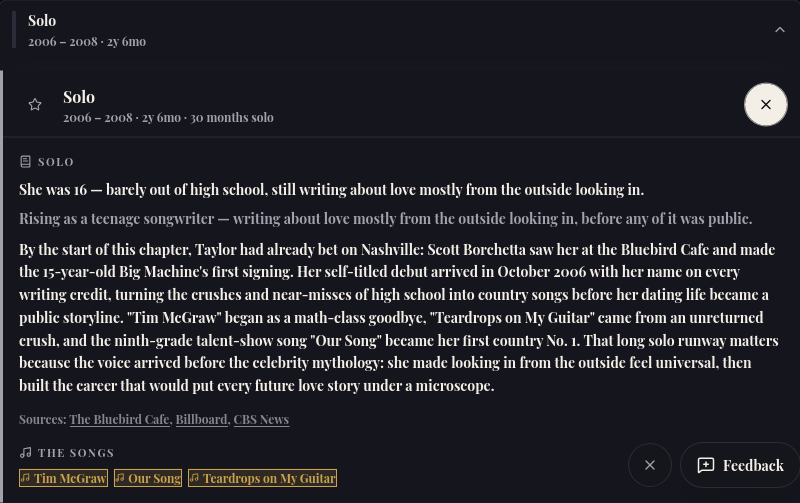 Solo
2006 – 2008 · 2y 6mo
Solo
2006 – 2008 · 2y 6mo · 30 months solo
SOLO
She was 16 — barely out of high school, still writing about love mostly from the outside looking in.
Rising as a teenage songwriter — writing about love mostly from the outside looking in, before any of it was public.
By the start of this chapter, Taylor had already bet on Nashville: Scott Borchetta saw her at the Bluebird Cafe and made
the 15-year-old Big Machine's first signing. Her self-titled debut arrived in October 2006 with her name on every
writing credit, turning the crushes and near-misses of high school into country songs before her dating life became a
public storyline. "Tim McGraw" began as a math-class goodbye, "Teardrops on My Guitar" came from an unreturned
crush, and the ninth-grade talent-show song "Our Song" became her first country No. 1. That long solo runway matters
because the voice arrived before the celebrity mythology: she made looking in from the outside feel universal, then
built the career that would put every future love story under a microscope.
Sources: The Bluebird Cafe, Billboard, CBS News
THE SONGS
Tim McGraw Our Song Teardrops on My Guitar
Feedback